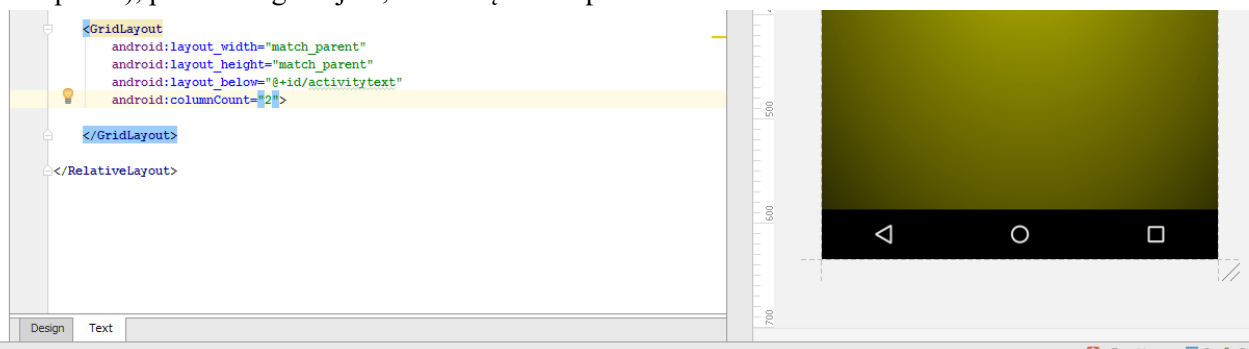 <GridLayout
android:layout_width="match_parent"
android:layout_height="match_parent"
android:layout_below="@+id/activitytext"
android:columnCount="2">
</GridLayout>
</RelativeLayout>
500
600
700
Design Text